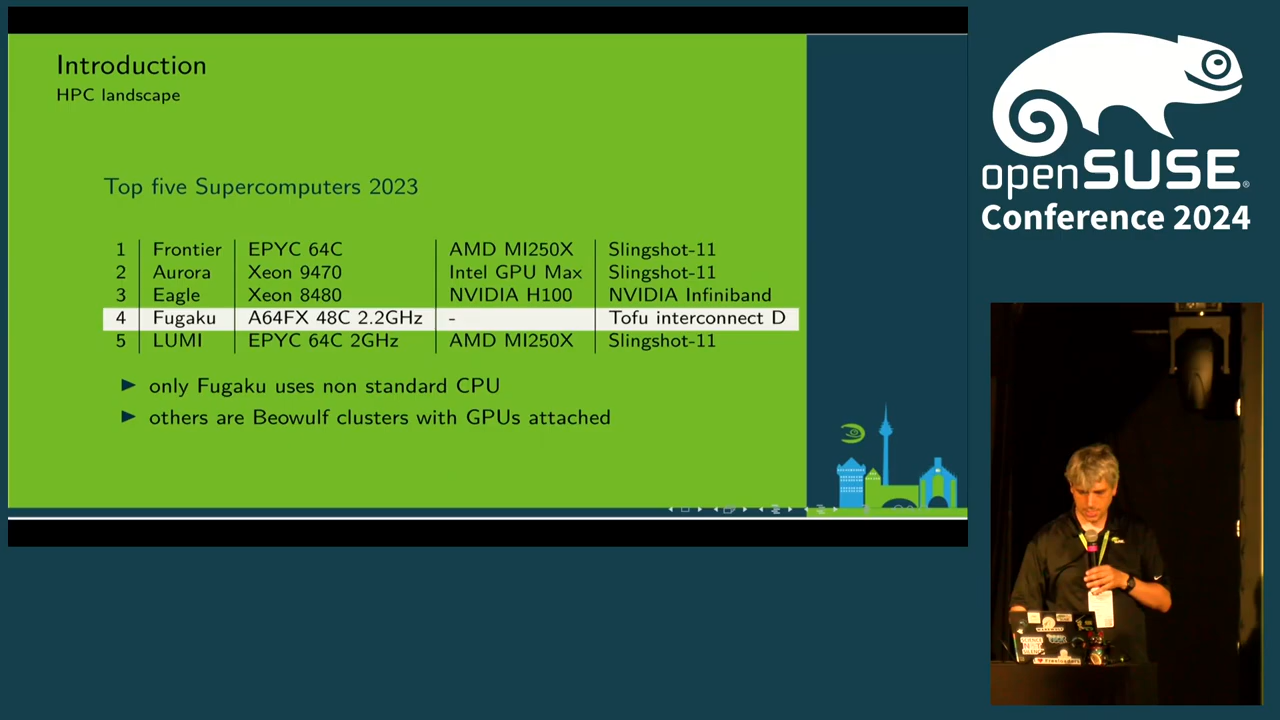 Introduction
HPC landscape
Top five Supercomputers 2023
1 Frontier EPYC 64C AMD MI250X Slingshot-11
2 Aurora Xeon 9470 Intel GPU Max Slingshot-11
3 Eagle Xeon 8480 NVIDIA H100 NVIDIA Infiniband
4 Fugaku A64FX 48C 2.2GHz - Tofu interconnect D
5 LUMI EPYC 64C 2GHz AMD MI250X Slingshot-11
► only Fugaku uses non standard CPU
► others are Beowulf clusters with GPUs attached
openSUSE®
Conference 2024